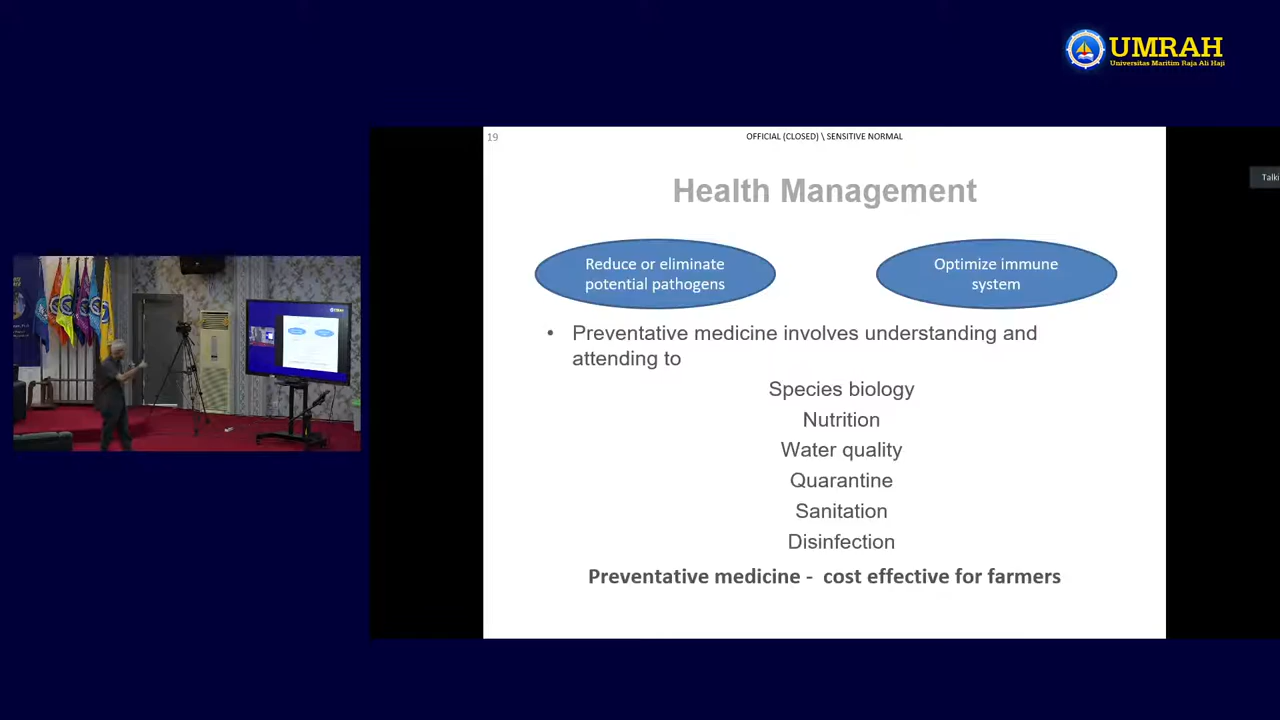 UMRAH
Universitas Maritim Raja Ali Haji
19
OFFICIAL (CLOSED) \ SENSITIVE NORMAL
Talki
Health Management
Reduce or eliminate
potential pathogens
Optimize immune
system
• Preventative medicine involves understanding and
attending to
Species biology
Nutrition
Water quality
Quarantine
Sanitation
Disinfection
Preventative medicine - cost effective for farmers